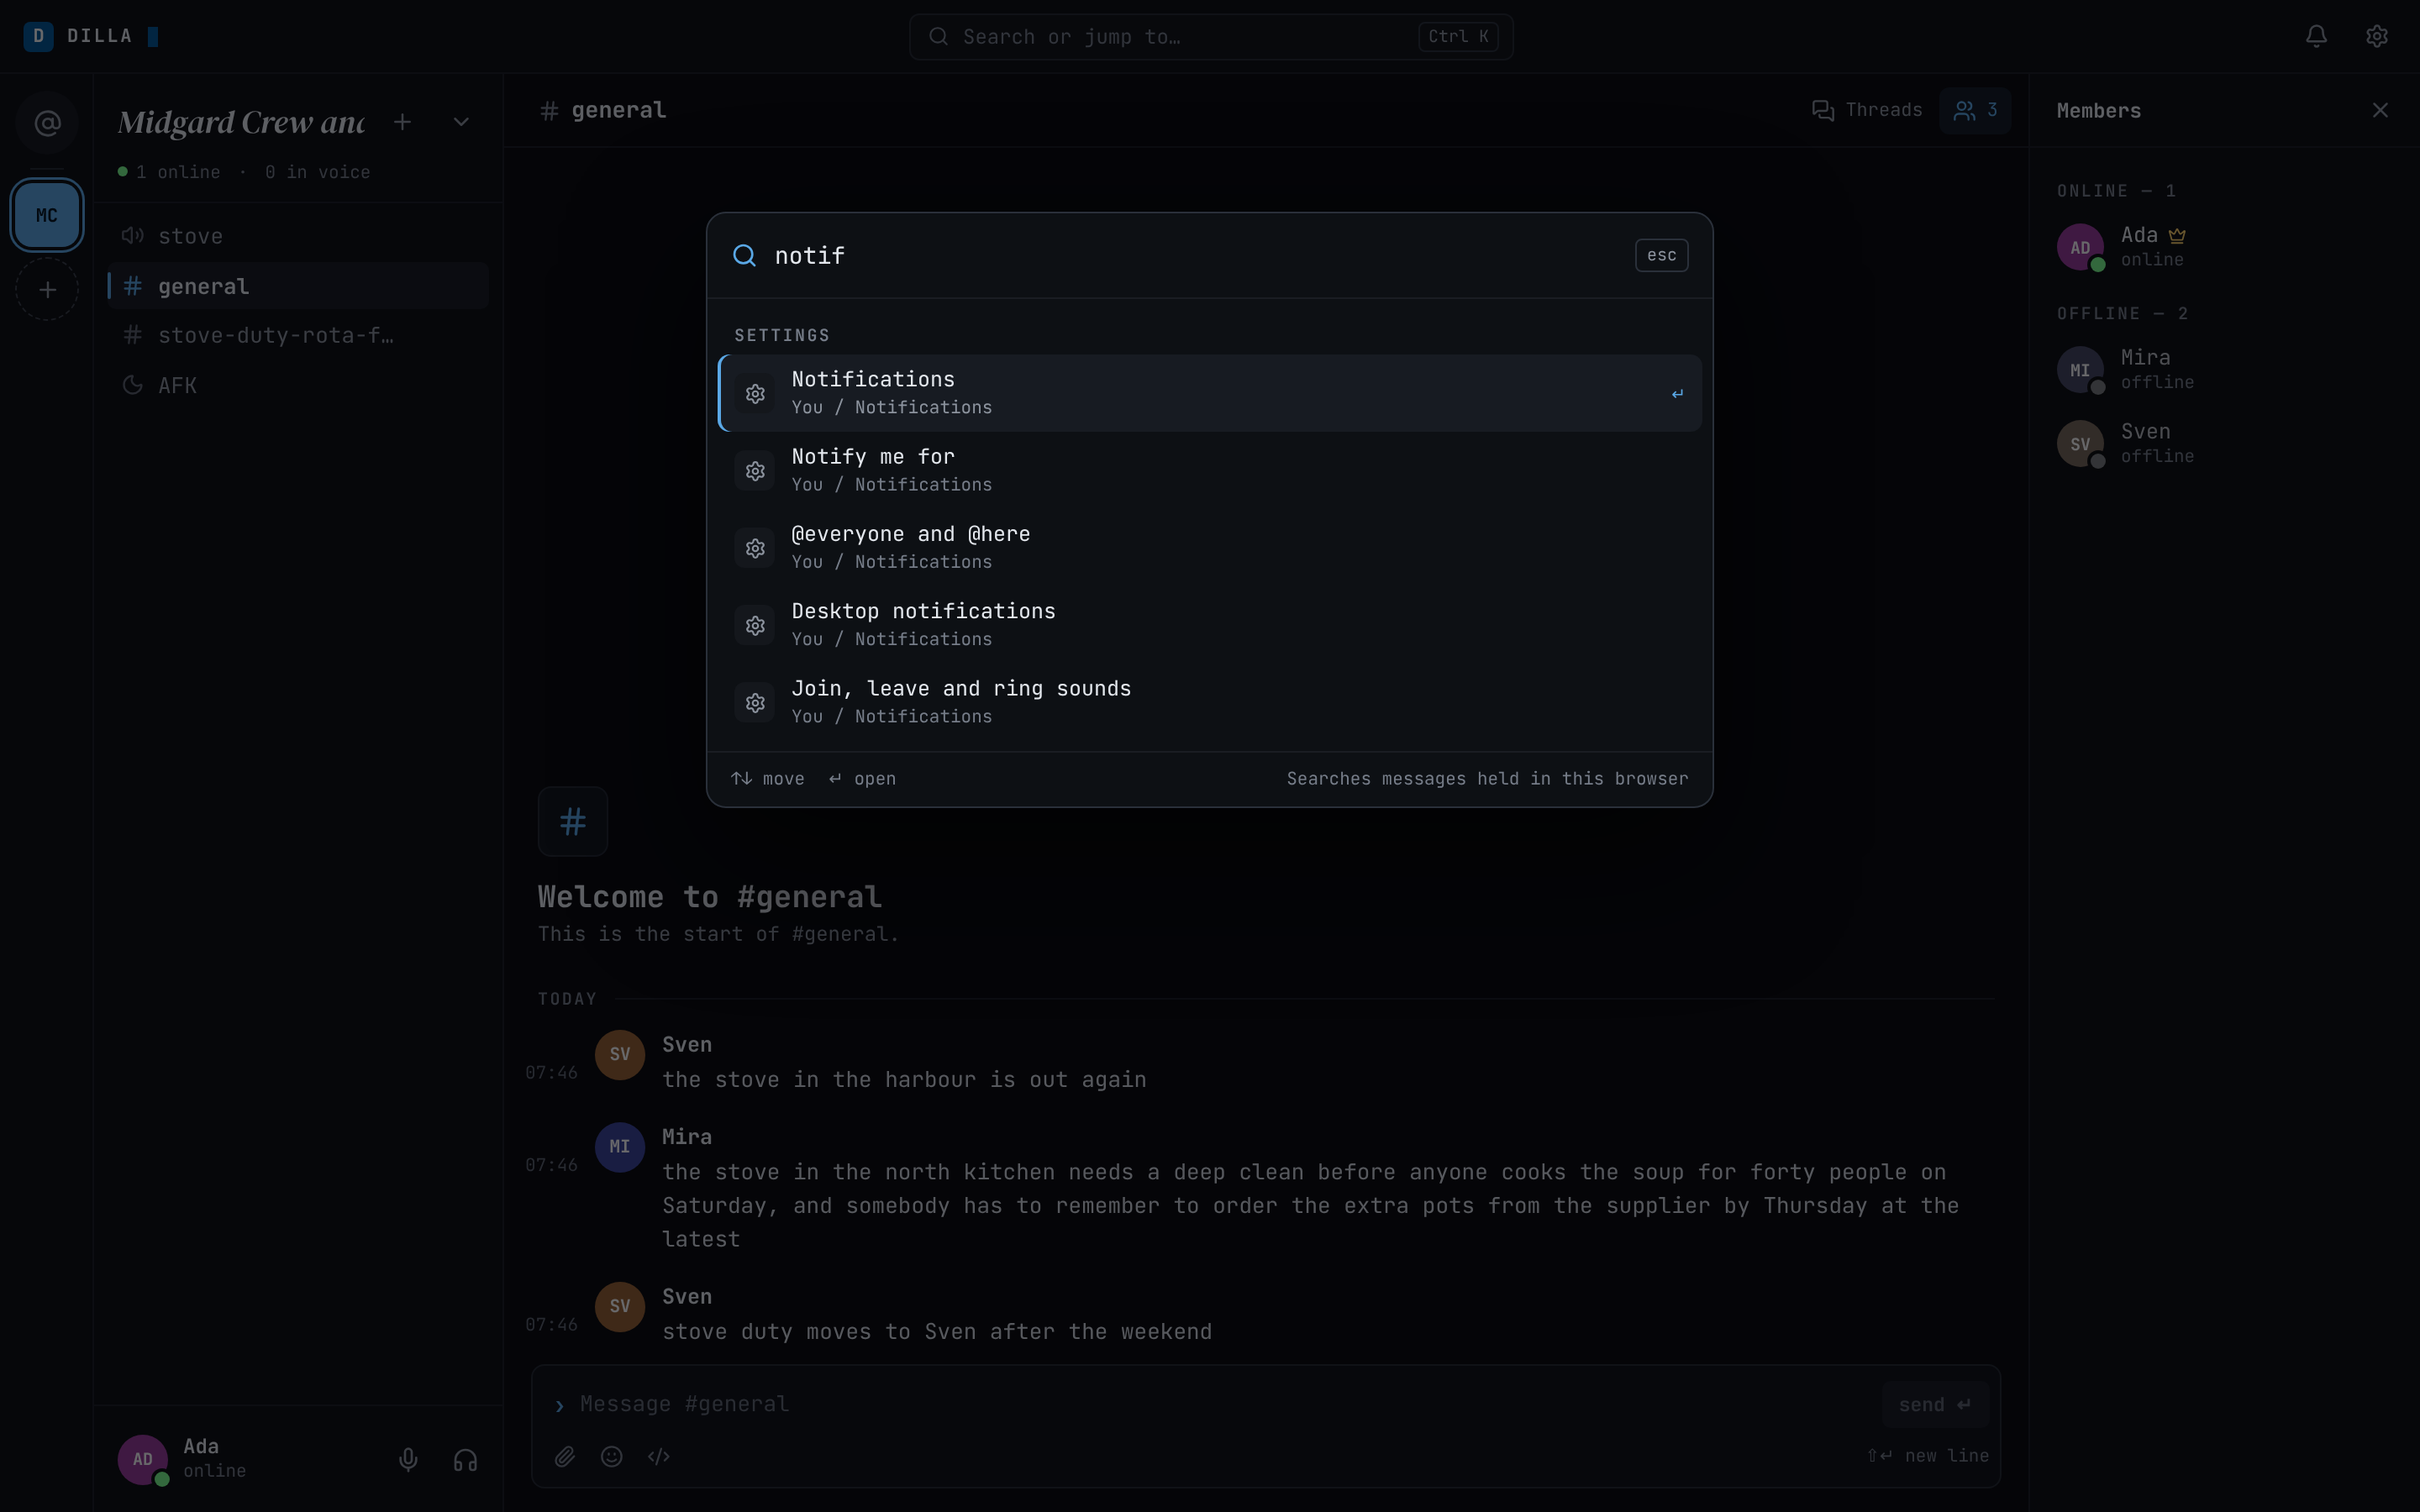 D DILLA
Search or jump to… Ctrl K
MC
Midgard Crew and
1 online · 0 in voice
stove
general
stove-duty-rota-f…
AFK
Ada
AD
online
# general
Threads
3
notif
esc
SETTINGS
Notifications
You / Notifications
Notify me for
You / Notifications
@everyone and @here
You / Notifications
Desktop notifications
You / Notifications
Join, leave and ring sounds
You / Notifications
↑↓ move ↵ open
Searches messages held in this browser
#
Welcome to #general
This is the start of #general.
TODAY
SV Sven
07:46 the stove in the harbour is out again
MI Mira
07:46 the stove in the north kitchen needs a deep clean before anyone cooks the soup for forty people on
Saturday, and somebody has to remember to order the extra pots from the supplier by Thursday at the
latest
SV Sven
07:46 stove duty moves to Sven after the weekend
› Message #general
send ↵
⇧↵ new line
Members
ONLINE — 1
AD Ada
online
OFFLINE — 2
MI Mira
offline
SV Sven
offline